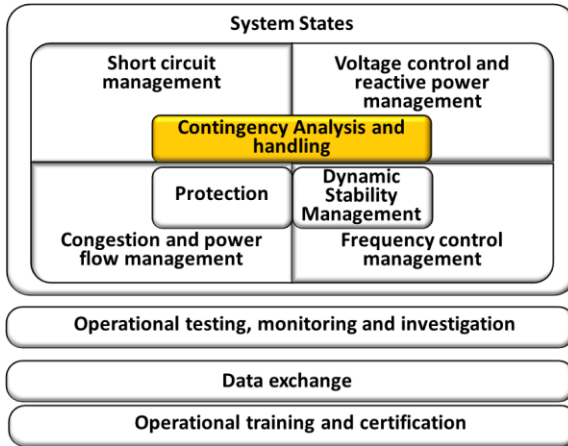 System States
Short circuit
management
Voltage control and
reactive power
management
Contingency Analysis and
handling
Protection
Dynamic
Stability
Management
Congestion and power
flow management
Frequency control
management
Operational testing, monitoring and investigation
Data exchange
Operational training and certification